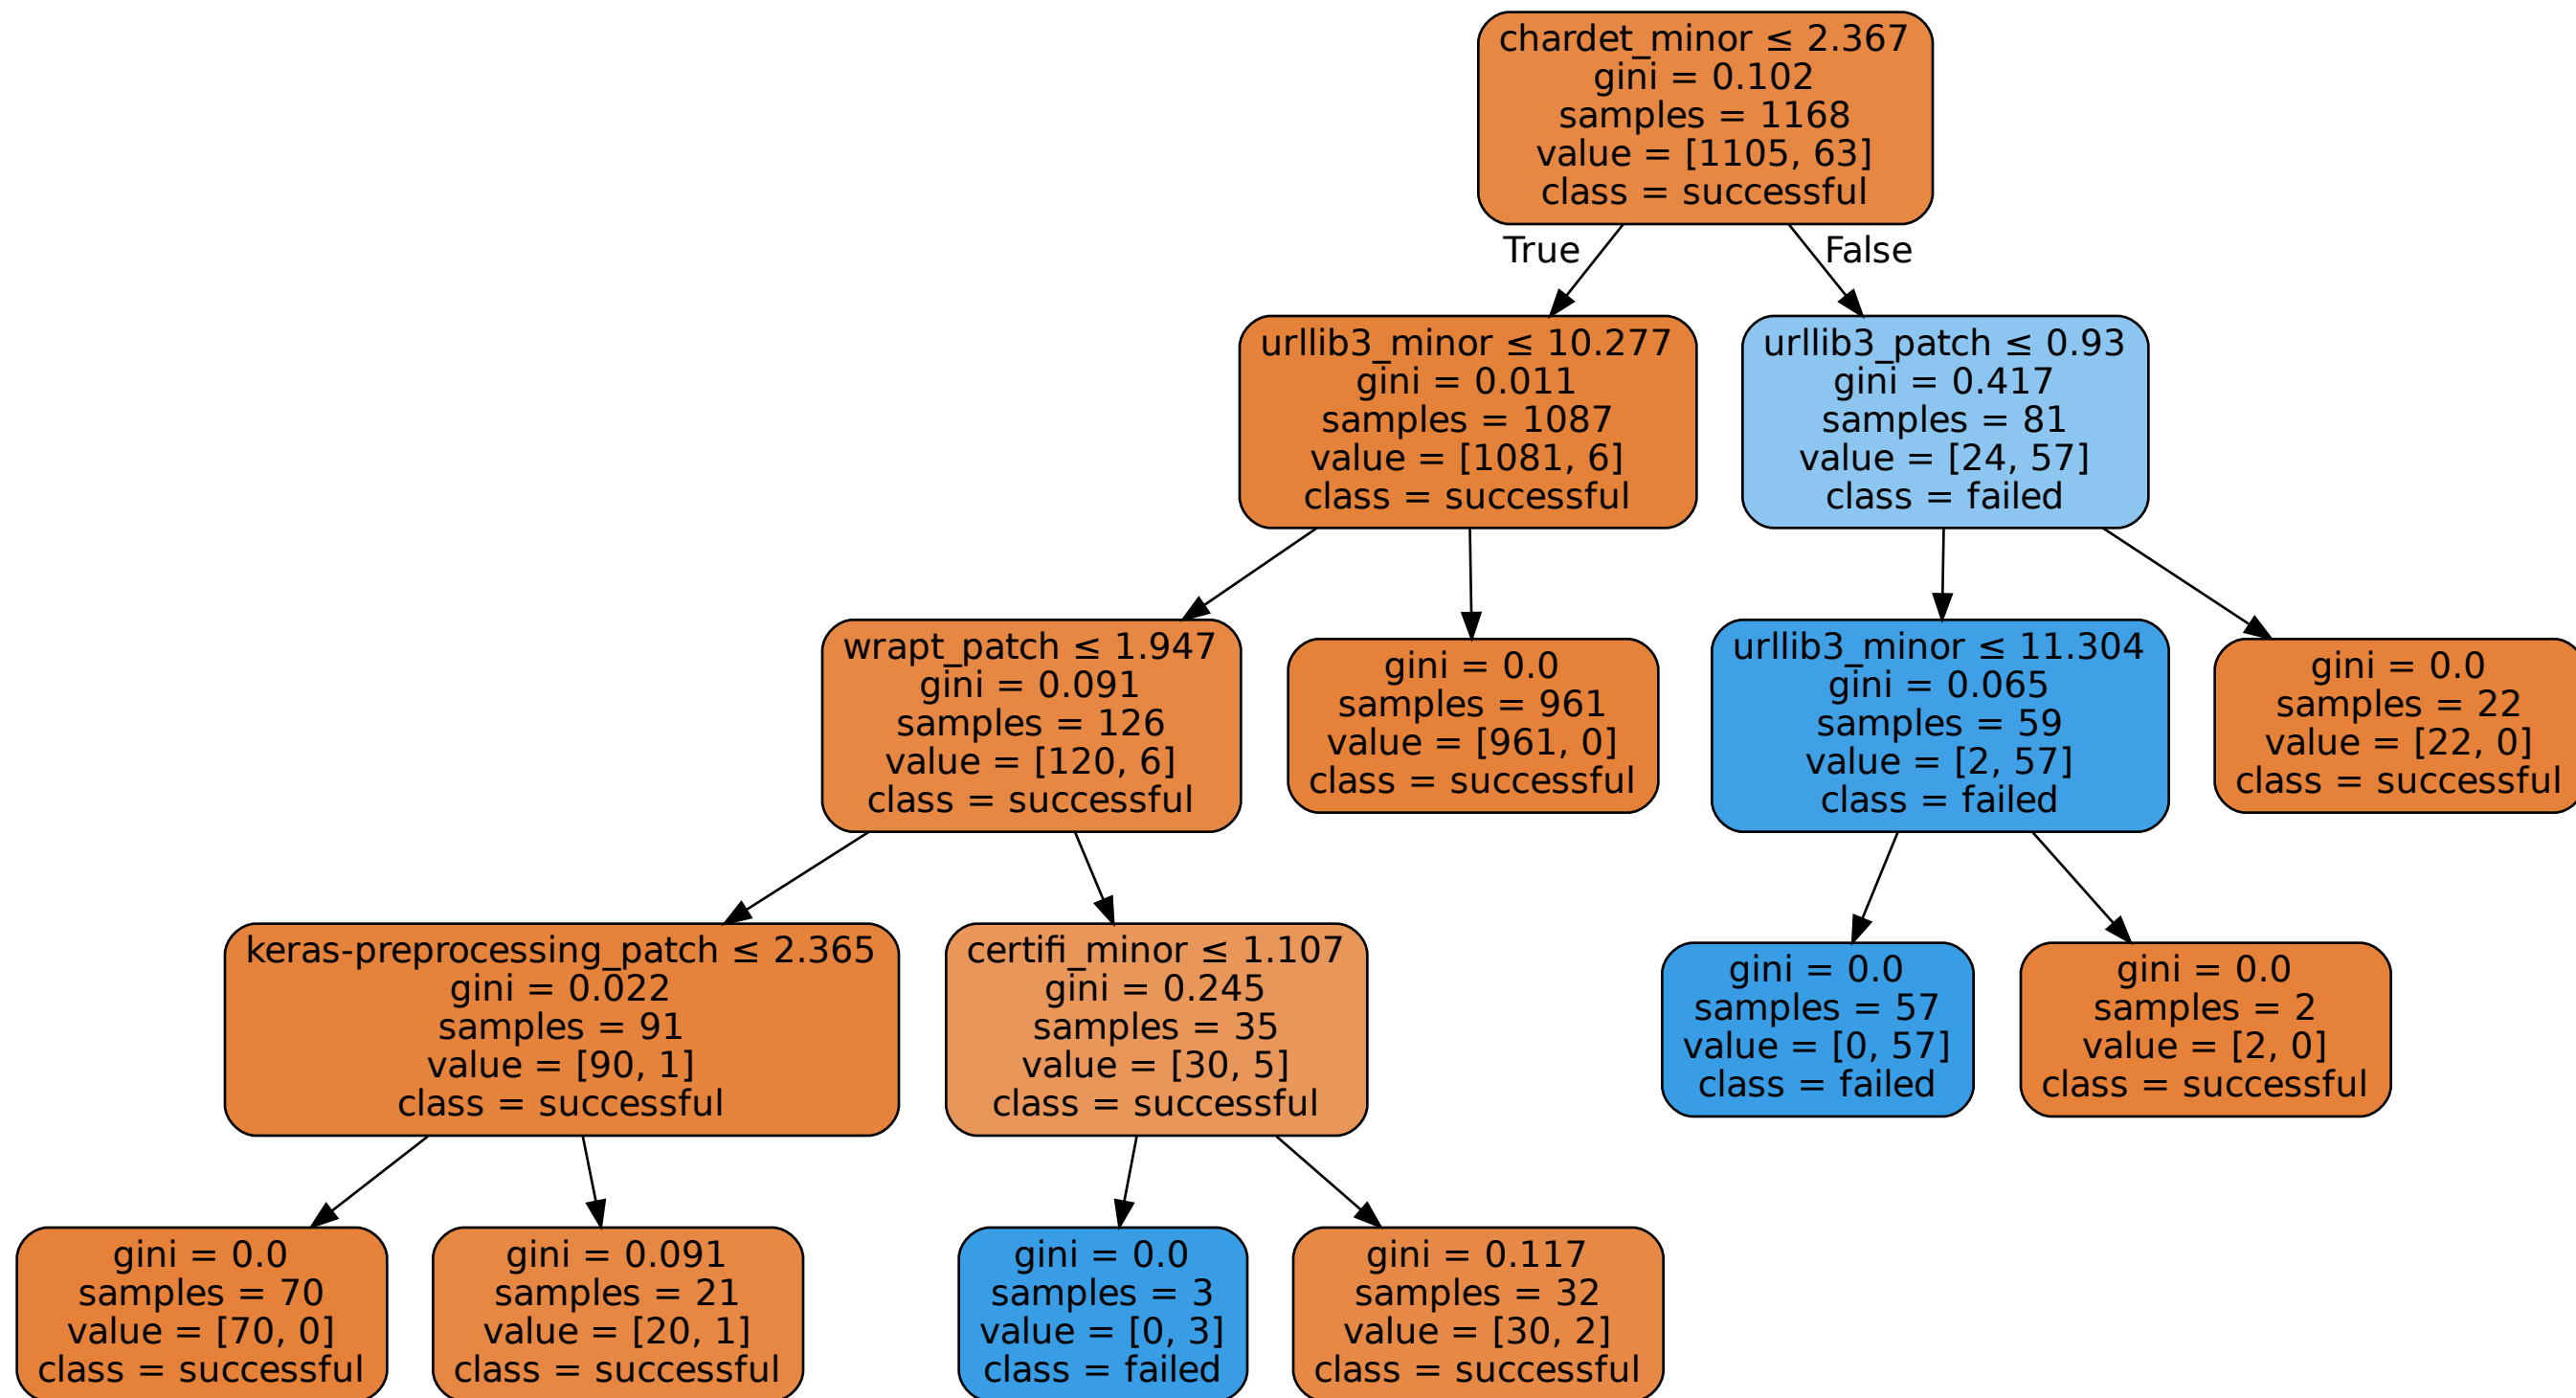 chardet_minor ≤ 2.367
gini = 0.102
samples = 1168
value = [1105, 63]
class = successful
True
False
urllib3_minor ≤ 10.277
gini = 0.011
samples = 1087
value = [1081, 6]
class = successful
urllib3_patch ≤ 0.93
gini = 0.417
samples = 81
value = [24, 57]
class = failed
wrapt_patch ≤ 1.947
gini = 0.091
samples = 126
value = [120, 6]
class = successful
gini = 0.0
samples = 961
value = [961, 0]
class = successful
urllib3_minor ≤ 11.304
gini = 0.065
samples = 59
value = [2, 57]
class = failed
gini = 0.0
samples = 22
value = [22, 0]
class = successful
keras-preprocessing_patch ≤ 2.365
gini = 0.022
samples = 91
value = [90, 1]
class = successful
certifi_minor ≤ 1.107
gini = 0.245
samples = 35
value = [30, 5]
class = successful
gini = 0.0
samples = 57
value = [0, 57]
class = failed
gini = 0.0
samples = 2
value = [2, 0]
class = successful
gini = 0.0
samples = 70
value = [70, 0]
class = successful
gini = 0.091
samples = 21
value = [20, 1]
class = successful
gini = 0.0
samples = 3
value = [0, 3]
class = failed
gini = 0.117
samples = 32
value = [30, 2]
class = successful